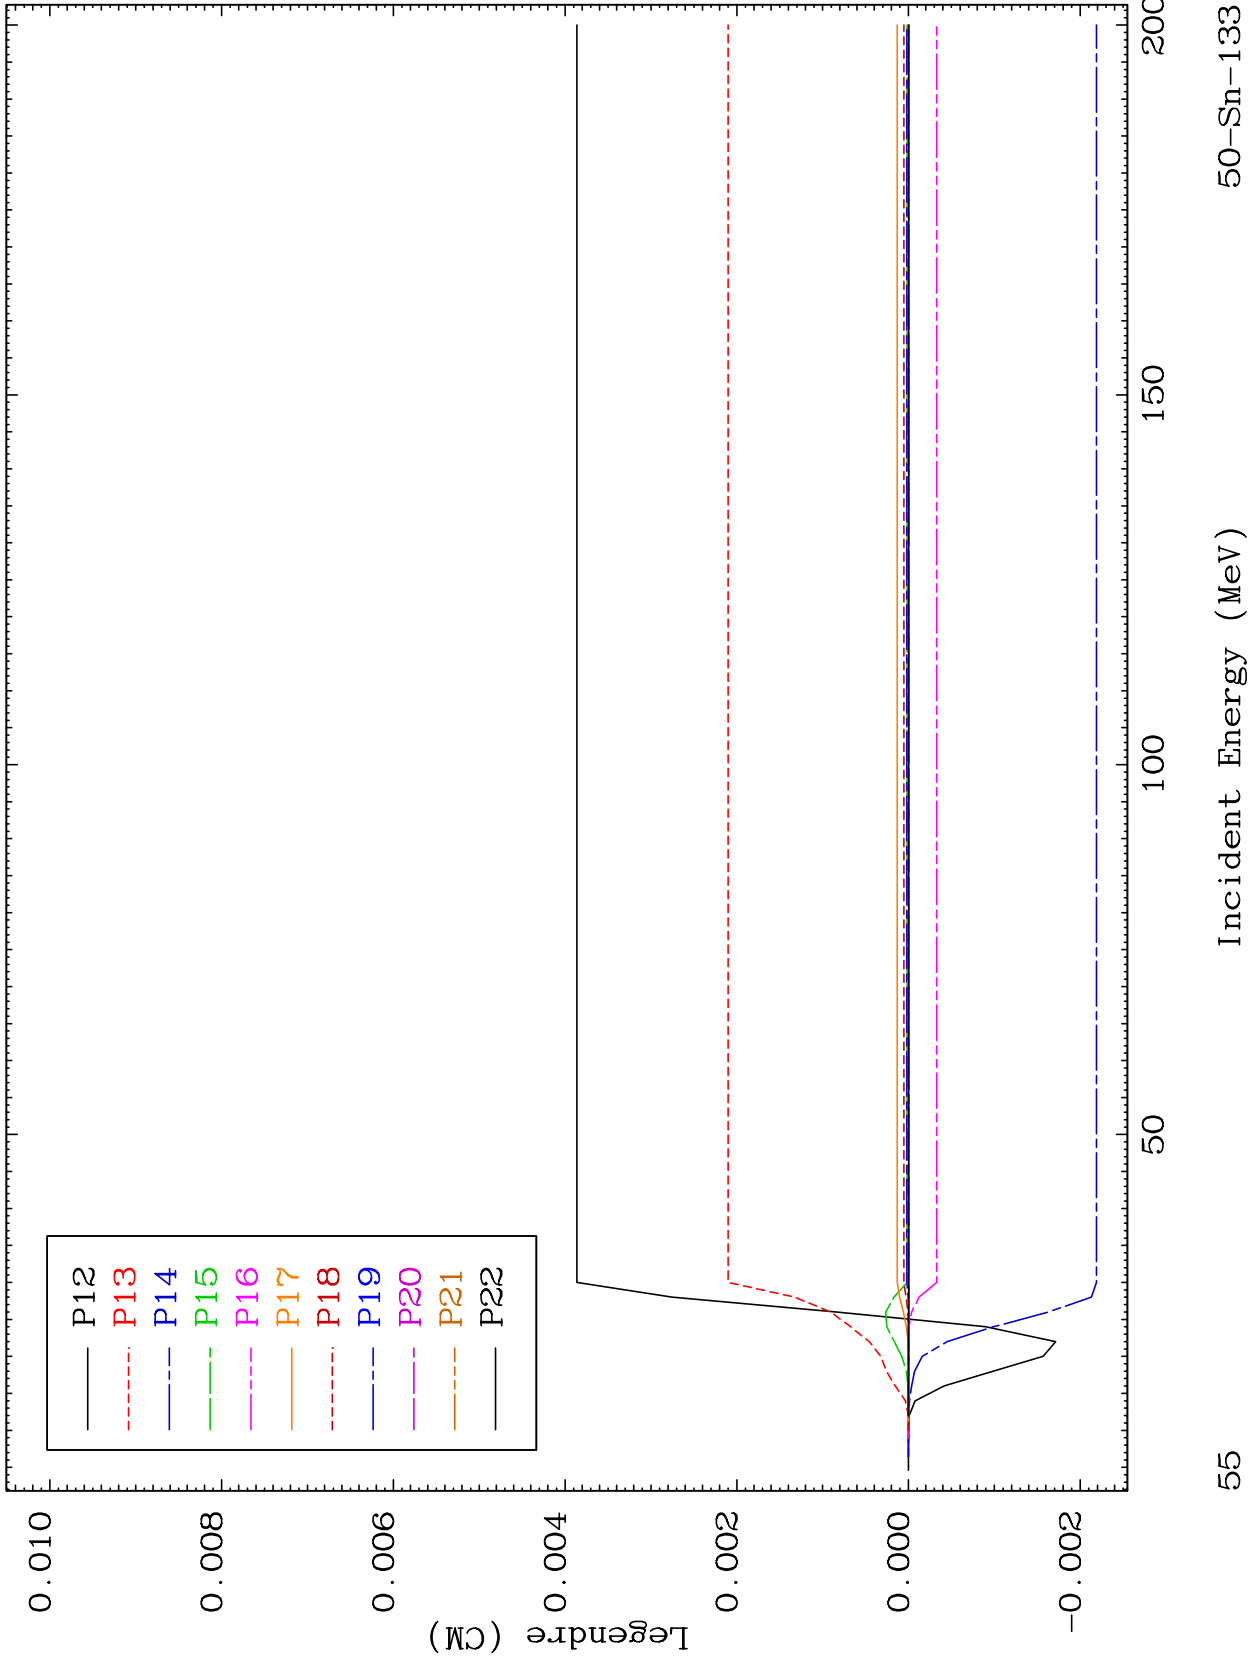 P12
P13
P14
P15
P16
P17
P18
P19
P20
P21
P22
0.010
0.008
0.006
0.004
0.002
0.000
-0.002
Legendre (CM)
50
100
150
200
55
Incident Energy (MeV)
50-Sn-133